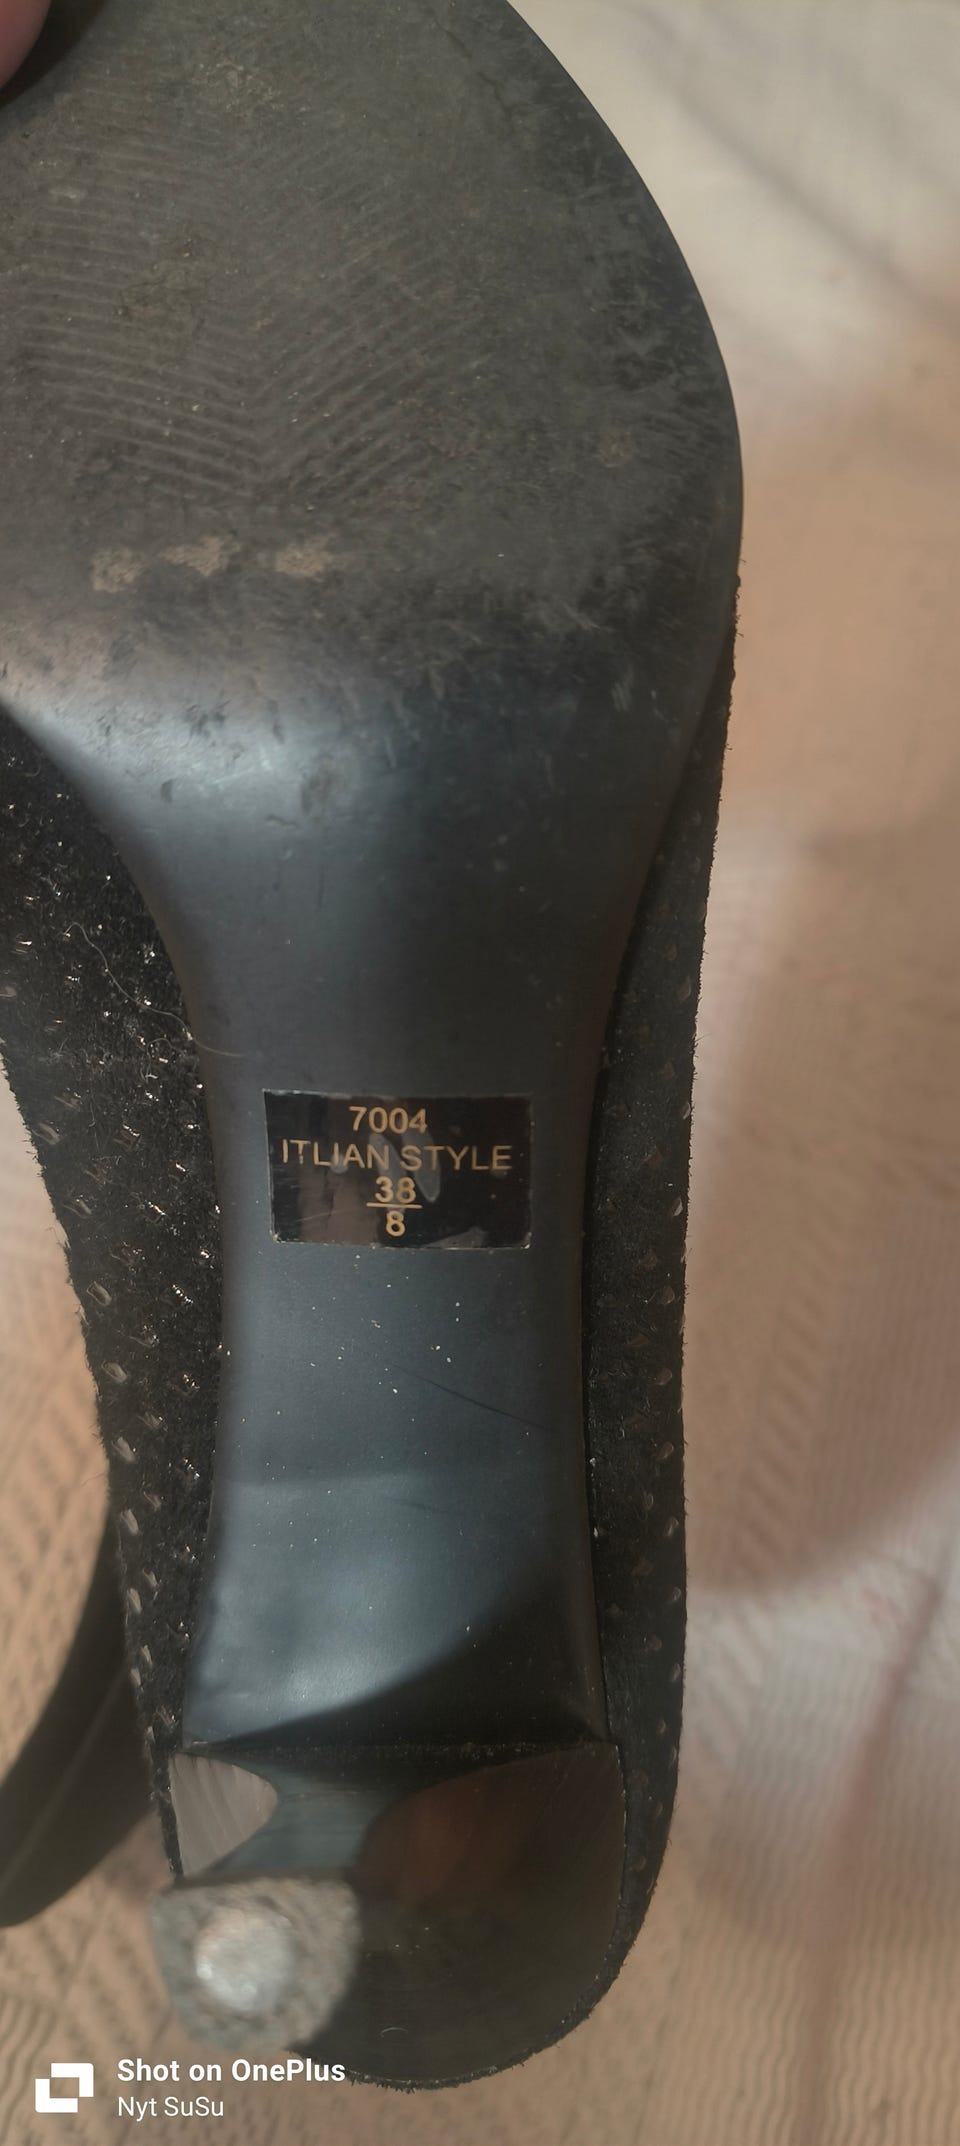 7004
ITLIAN STYLE
38
8
Shot on OnePlus
Nyt SuSu